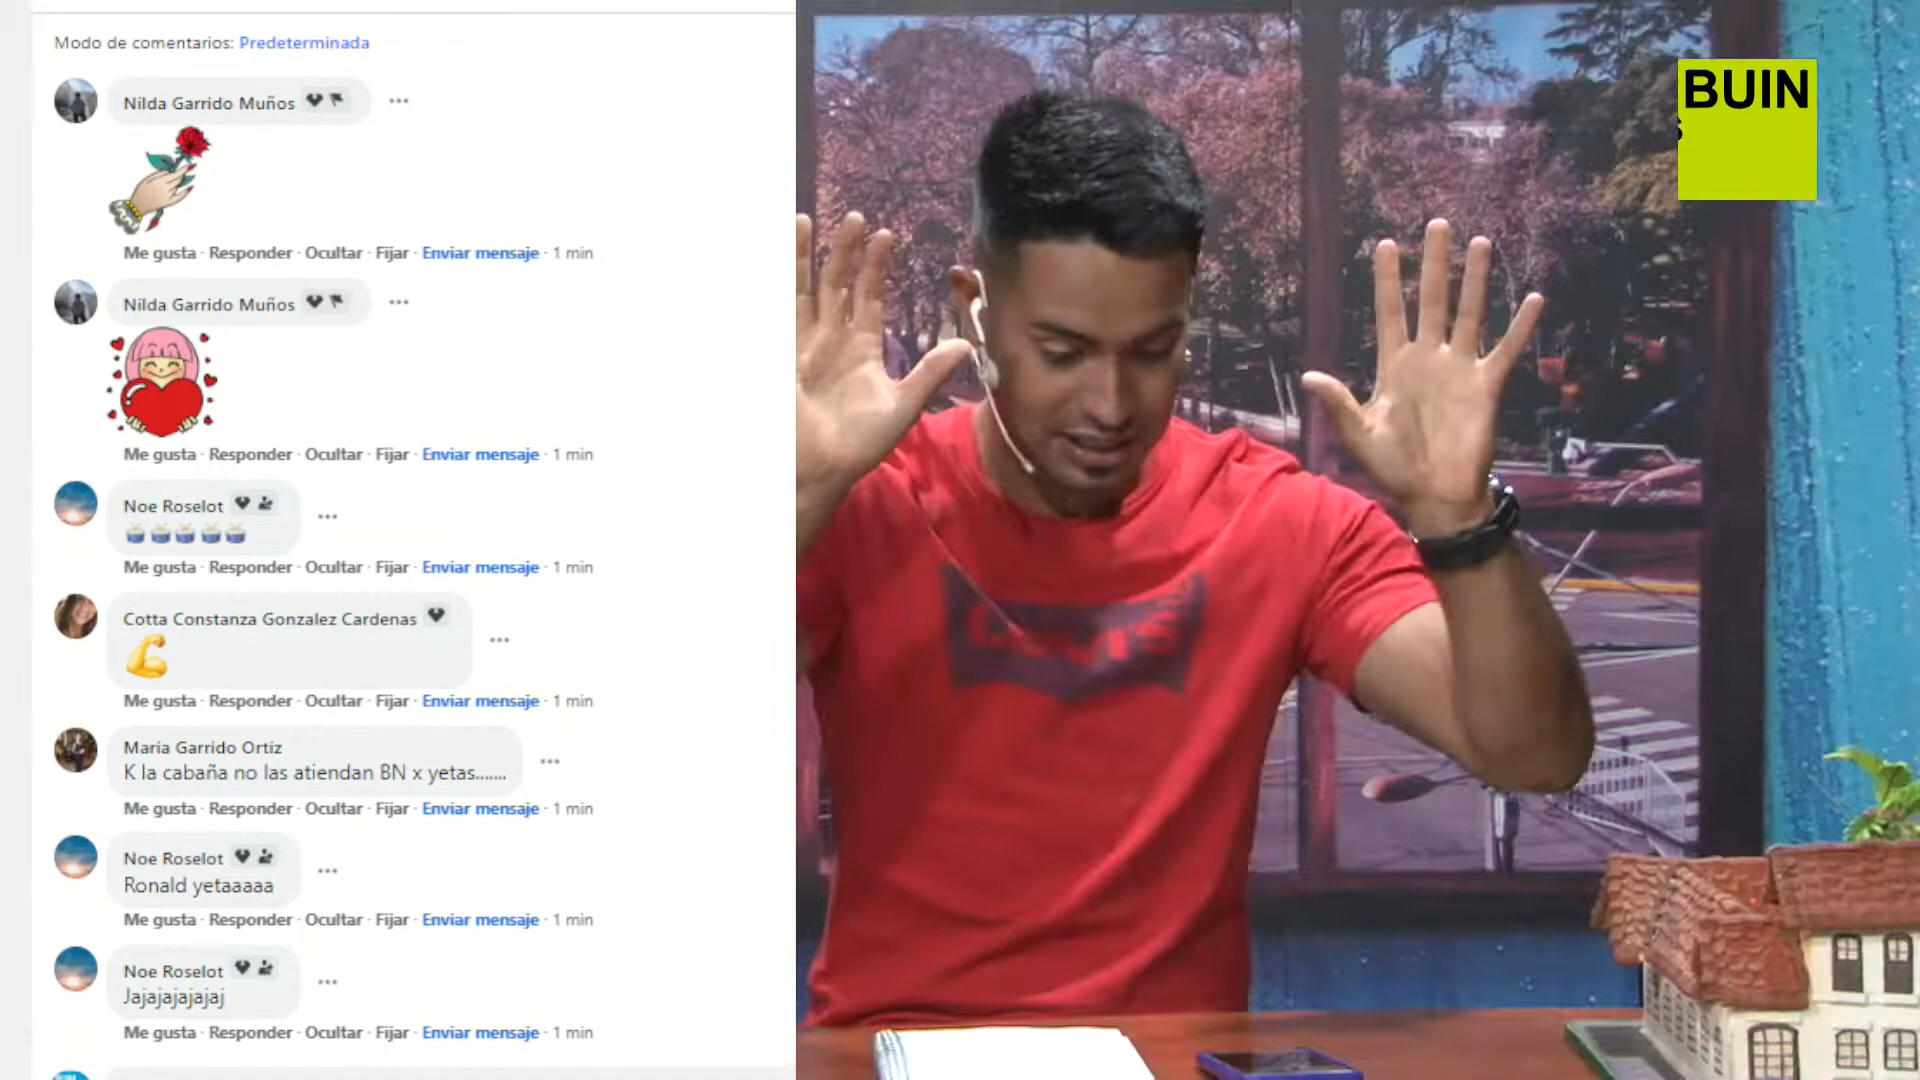 Modo de comentarios: Predeterminada
Nilda Garrido Muños
Me gusta · Responder · Ocultar · Fijar · Enviar mensaje · 1 min
Nilda Garrido Muños
Me gusta · Responder · Ocultar · Fijar · Enviar mensaje · 1 min
Noe Roselot
🥁🥁🥁🥁🥁
Me gusta · Responder · Ocultar · Fijar · Enviar mensaje · 1 min
Cotta Constanza Gonzalez Cardenas
💪
Me gusta · Responder · Ocultar · Fijar · Enviar mensaje · 1 min
María Garrido Ortíz
K la cabaña no las atiendan BN x yetas.......
Me gusta · Responder · Ocultar · Fijar · Enviar mensaje · 1 min
Noe Roselot
Ronald yetaaaaa
Me gusta · Responder · Ocultar · Fijar · Enviar mensaje · 1 min
Noe Roselot
Jajajajajajaj
Me gusta · Responder · Ocultar · Fijar · Enviar mensaje · 1 min
BUIN
LEVI'S